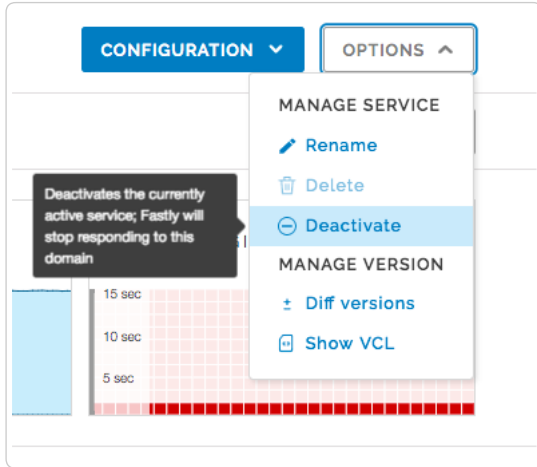 CONFIGURATION
OPTIONS
MANAGE SERVICE
Rename
Delete
Deactivate
MANAGE VERSION
Diff versions
Show VCL
Deactivates the currently
active service; Fastly will
stop responding to this
domain
15 sec
10 sec
5 sec